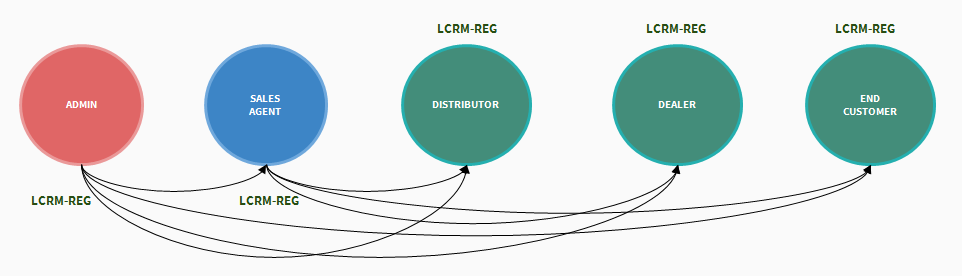 LCRM-REG
LCRM-REG
LCRM-REG
ADMIN
SALES
AGENT
DISTRIBUTOR
DEALER
END
CUSTOMER
LCRM-REG
LCRM-REG